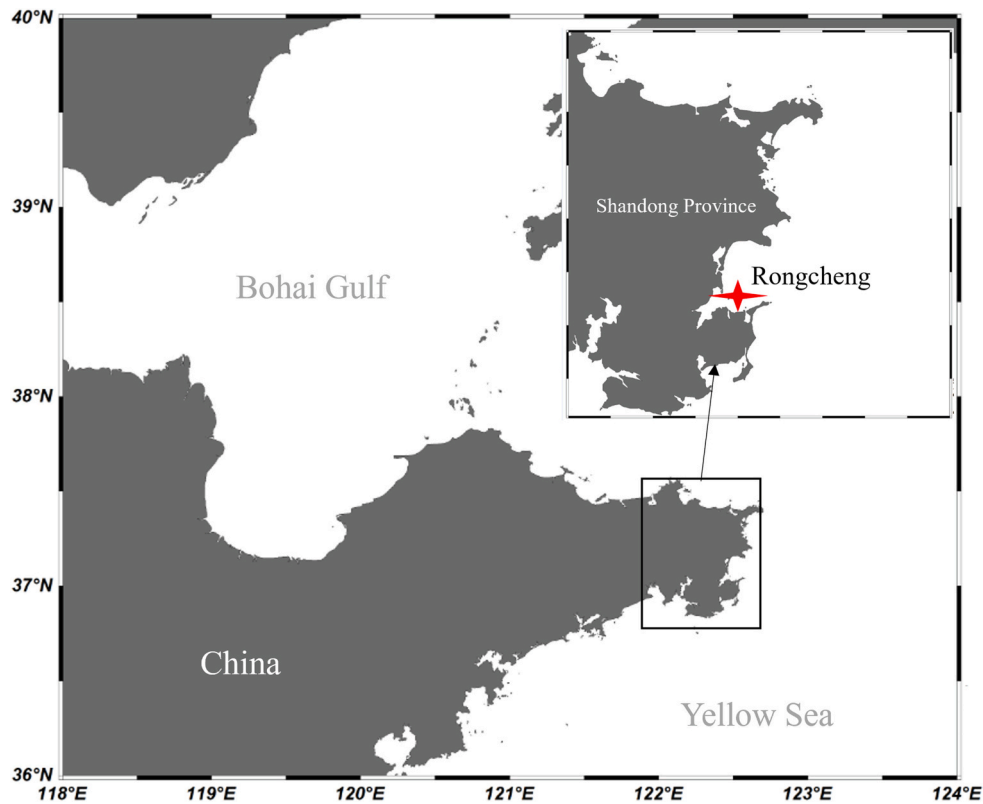 40°N
Shandong Province
39°N
Rongcheng
Bohai Gulf
38°N
37°N
China
Yellow Sea
36°N
118°E
119°E
120°E
121°E
122°E
123°E
124°E